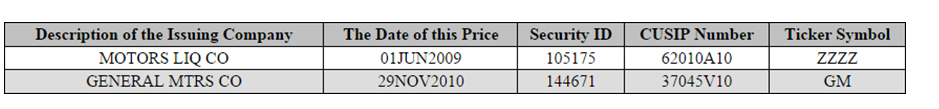 Description of the Issuing Company The Date of this Price Security ID CUSIP Number Ticker Symbol
MOTORS LIQ CO 01JUN2009 105175 62010A10 ZZZZ
GENERAL MTRS CO 29NOV2010 144671 37045V10 GM